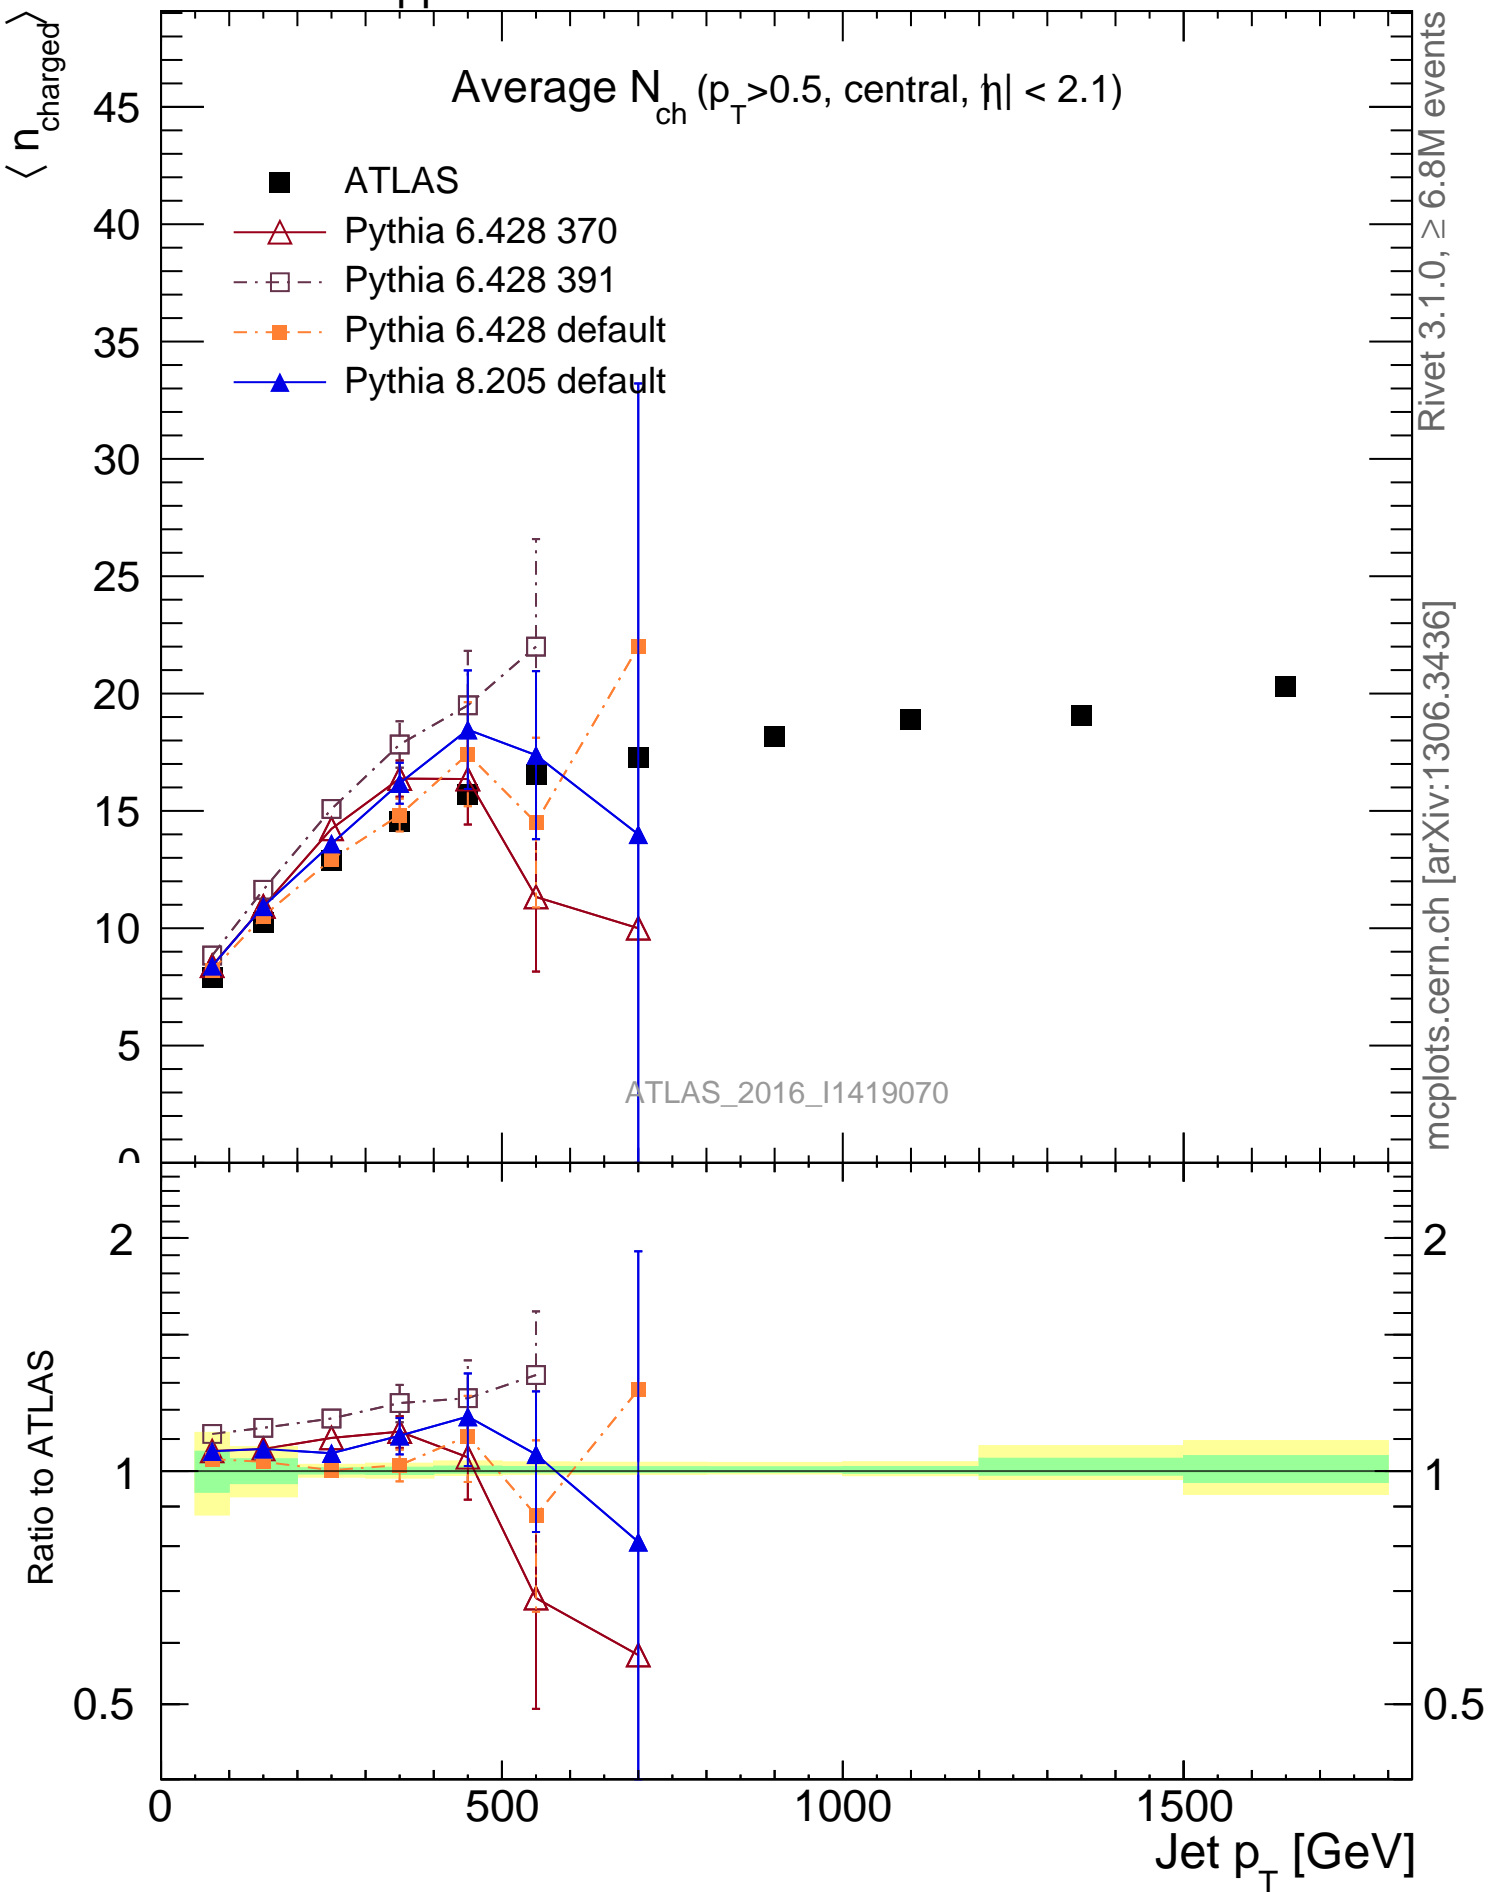 Average N_ch (p_T>0.5, central, |η| < 2.1)
⟨ n_charged ⟩
ATLAS
Pythia 6.428 370
Pythia 6.428 391
Pythia 6.428 default
Pythia 8.205 default
45
40
35
30
25
20
15
10
5
0
ATLAS_2016_I1419070
Rivet 3.1.0, ≥ 6.8M events
mcplots.cern.ch [arXiv:1306.3436]
Ratio to ATLAS
2
1
0.5
2
1
0.5
0
500
1000
1500
Jet p_T [GeV]